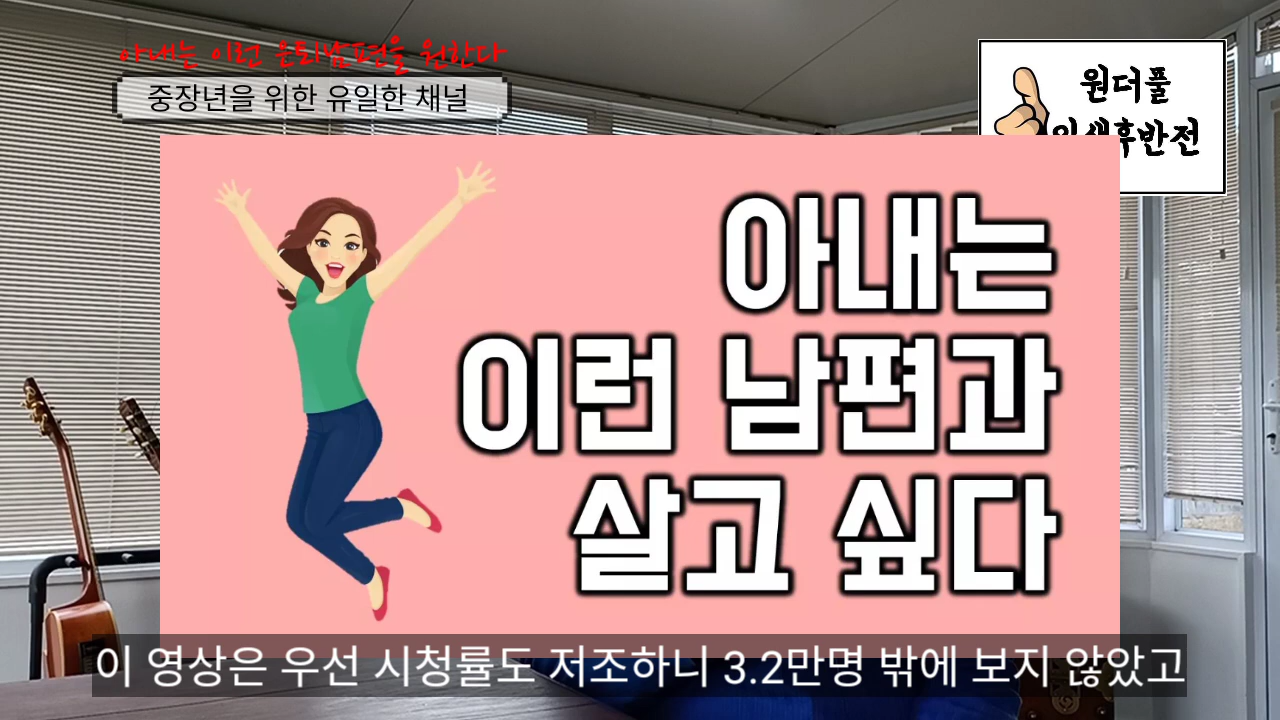 아내는 이런 은퇴남편을 원한다
중장년을 위한 유일한 채널
원더풀
인생후반전
아내는
이런 남편과
살고 싶다
이 영상은 우선 시청률도 저조하니 3.2만명 밖에 보지 않았고